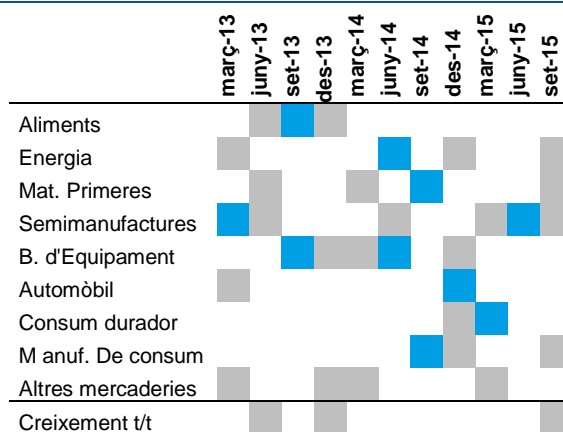 març-13 juny-13 set-13 des-13 març-14 juny-14 set-14 des-14 març-15 juny-15 set-15
Aliments
Energia
Mat. Primeres
Semimanufactures
B. d'Equipament
Automòbil
Consum durador
M anuf. De consum
Altres mercaderies
Creixement t/t